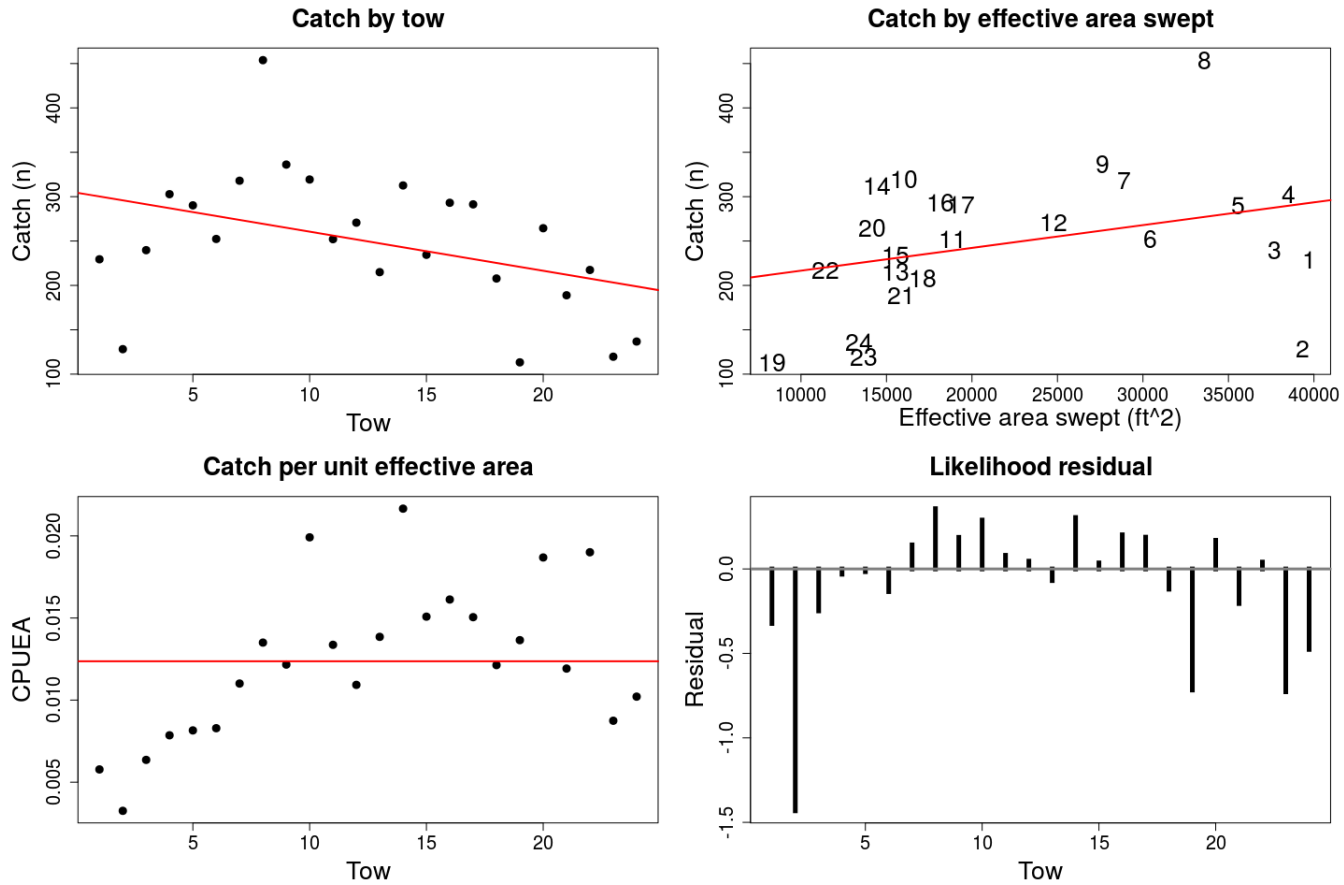 Catch by tow
Catch (n)
400
300
200
100
5 10 15 20
Tow
Catch by effective area swept
Catch (n)
400
300
200
100
8
9
7
10
14
4
16 17
5
20
12
11
6
3
15
1
13
22
18
21
24
2
23
19
10000 15000 20000 25000 30000 35000 40000
Effective area swept (ft^2)
Catch per unit effective area
CPUEA
0.020
0.015
0.010
0.005
5 10 15 20
Tow
Likelihood residual
Residual
0.0
-0.5
-1.0
-1.5
5 10 15 20
Tow